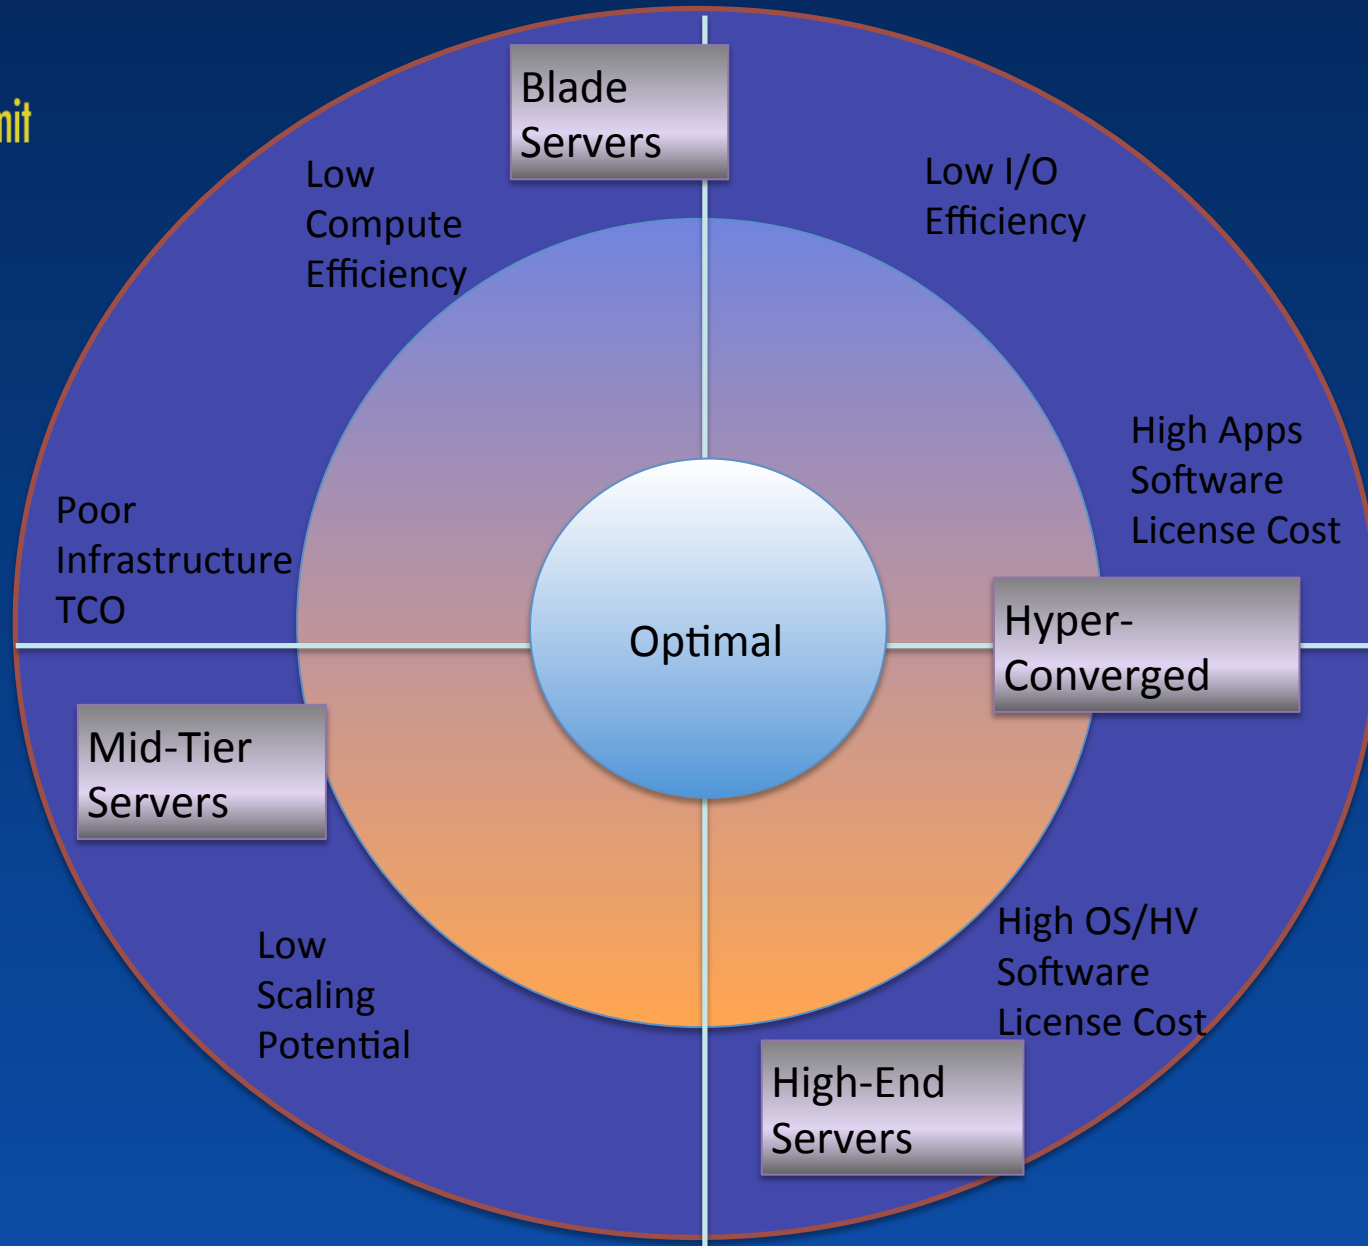 Blade
Servers
Low
Compute
Efficiency
Low I/O
Efficiency
High Apps
Software
License Cost
Poor
Infrastructure
TCO
Optimal
Hyper-
Converged
Mid-Tier
Servers
Low
Scaling
Potential
High OS/HV
Software
License Cost
High-End
Servers